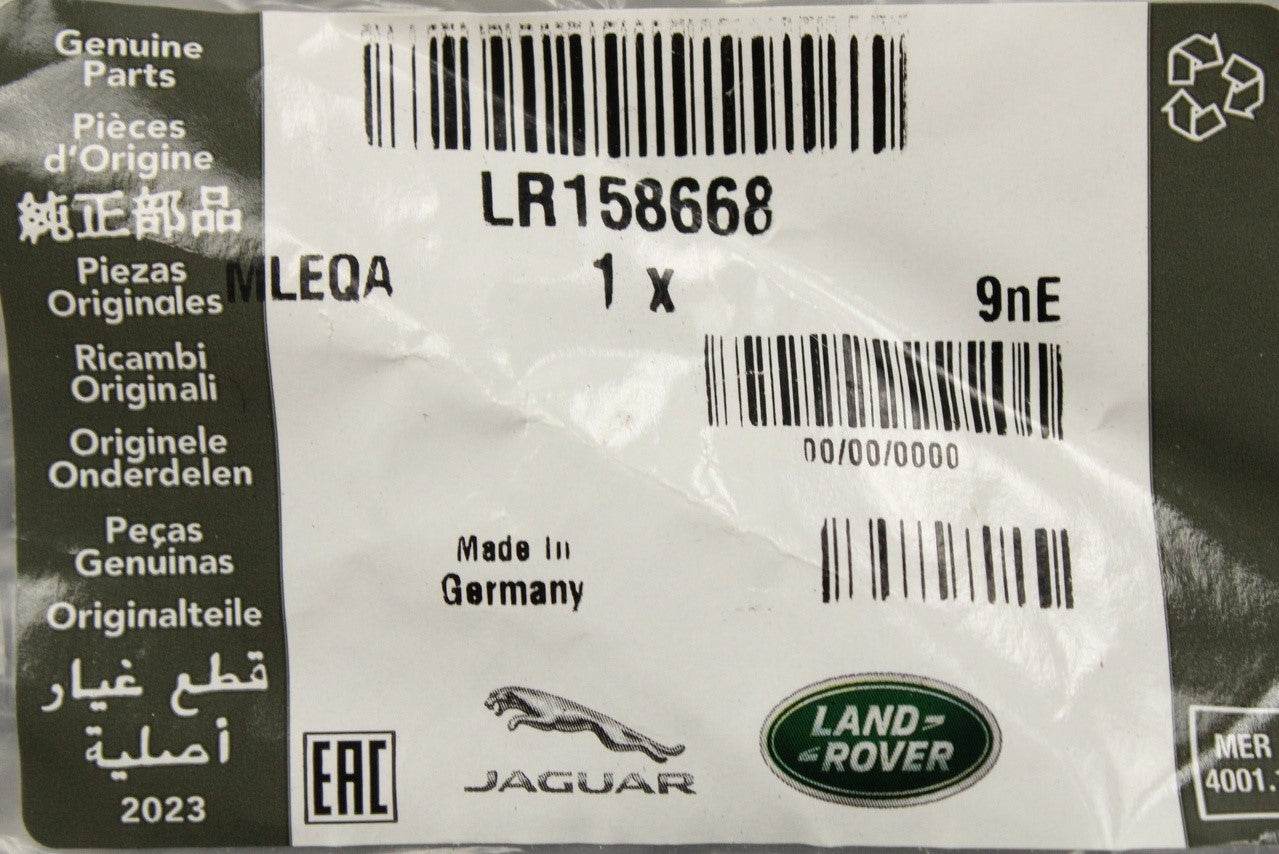 Genuine
Parts
Pièces
d'Origine
純正部品
Piezas
Originales
Ricambi
Originali
Originele
Onderdelen
Peças
Genuinas
Originalteile
قطع غيار
أصلية
2023
LR158668
MLEQA 1 x 9nE
00/00/0000
Made In
Germany
EAC
JAGUAR
LAND-
ROVER
MER
4001.